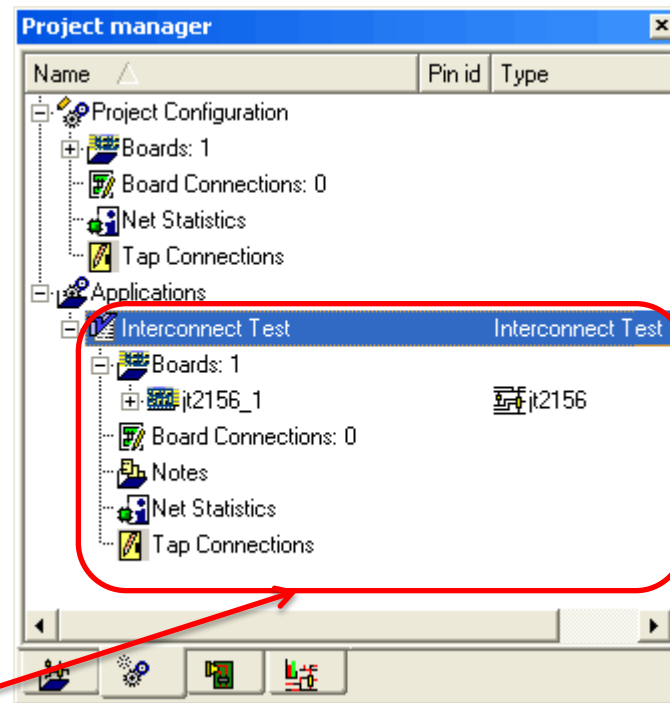 Project manager
Name Pin id Type
Project Configuration
Boards: 1
Board Connections: 0
Net Statistics
Tap Connections
Applications
Interconnect Test Interconnect Test
Boards: 1
jt2156_1 jt2156
Board Connections: 0
Notes
Net Statistics
Tap Connections